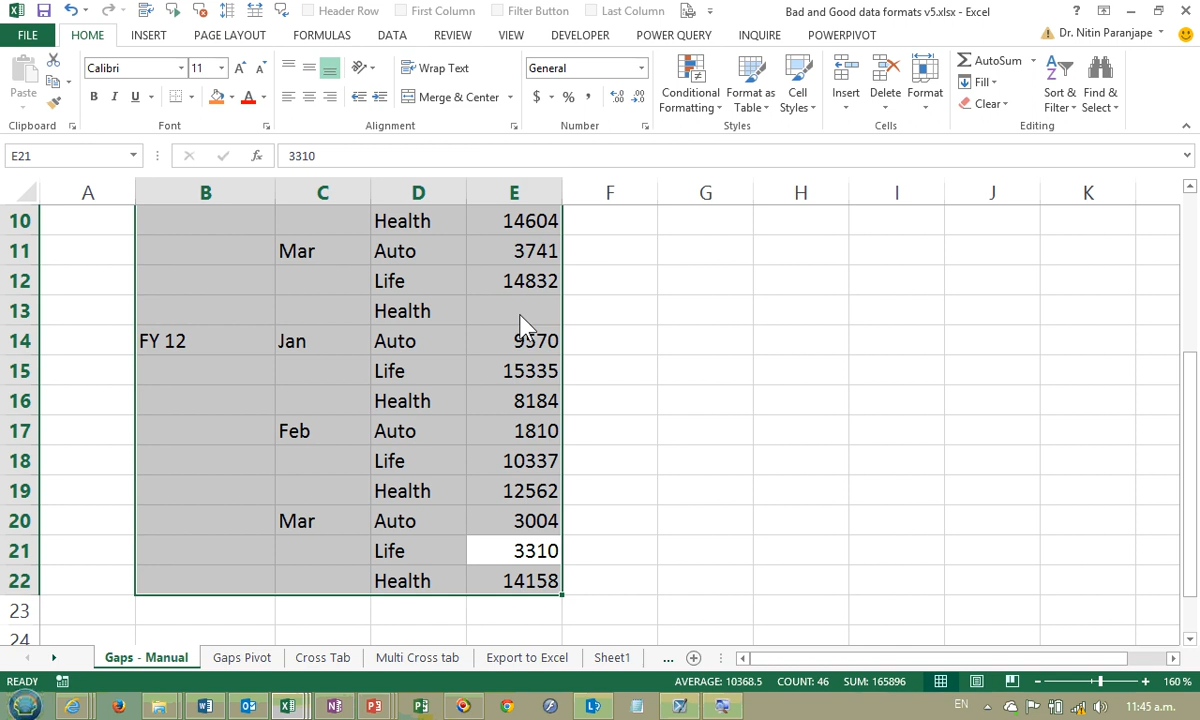 Header Row First Column Filter Button Last Column Bad and Good data formats v5.xlsx - Excel ?
FILE HOME INSERT PAGE LAYOUT FORMULAS DATA REVIEW VIEW DEVELOPER POWER QUERY INQUIRE POWERPIVOT Dr. Nitin Paranjape
Paste Calibri 11 A A Wrap Text General Conditional Formatting Format as Table Cell Styles Insert Delete Format AutoSum Fill Clear Sort & Filter Find & Select
B I U A Merge & Center $ % ,
Clipboard Font Alignment Number Styles Cells Editing
E21 fx 3310
A B C D E F G H I J K
10 Health 14604
11 Mar Auto 3741
12 Life 14832
13 Health
14 FY 12 Jan Auto 9570
15 Life 15335
16 Health 8184
17 Feb Auto 1810
18 Life 10337
19 Health 12562
20 Mar Auto 3004
21 Life 3310
22 Health 14158
23
24
Gaps - Manual Gaps Pivot Cross Tab Multi Cross tab Export to Excel Sheet1 ...
READY AVERAGE: 10368.5 COUNT: 46 SUM: 165896 160 %
EN 11:45 a.m.